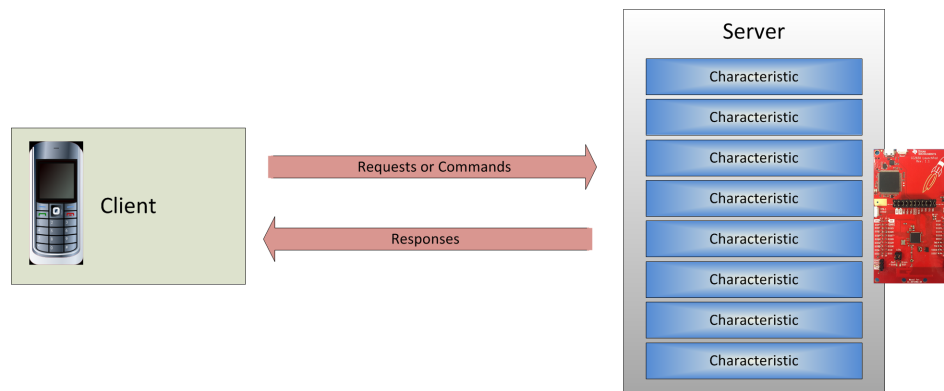 Server
Characteristic
Characteristic
Characteristic
Characteristic
Characteristic
Characteristic
Characteristic
Characteristic
Client
Requests or Commands
Responses